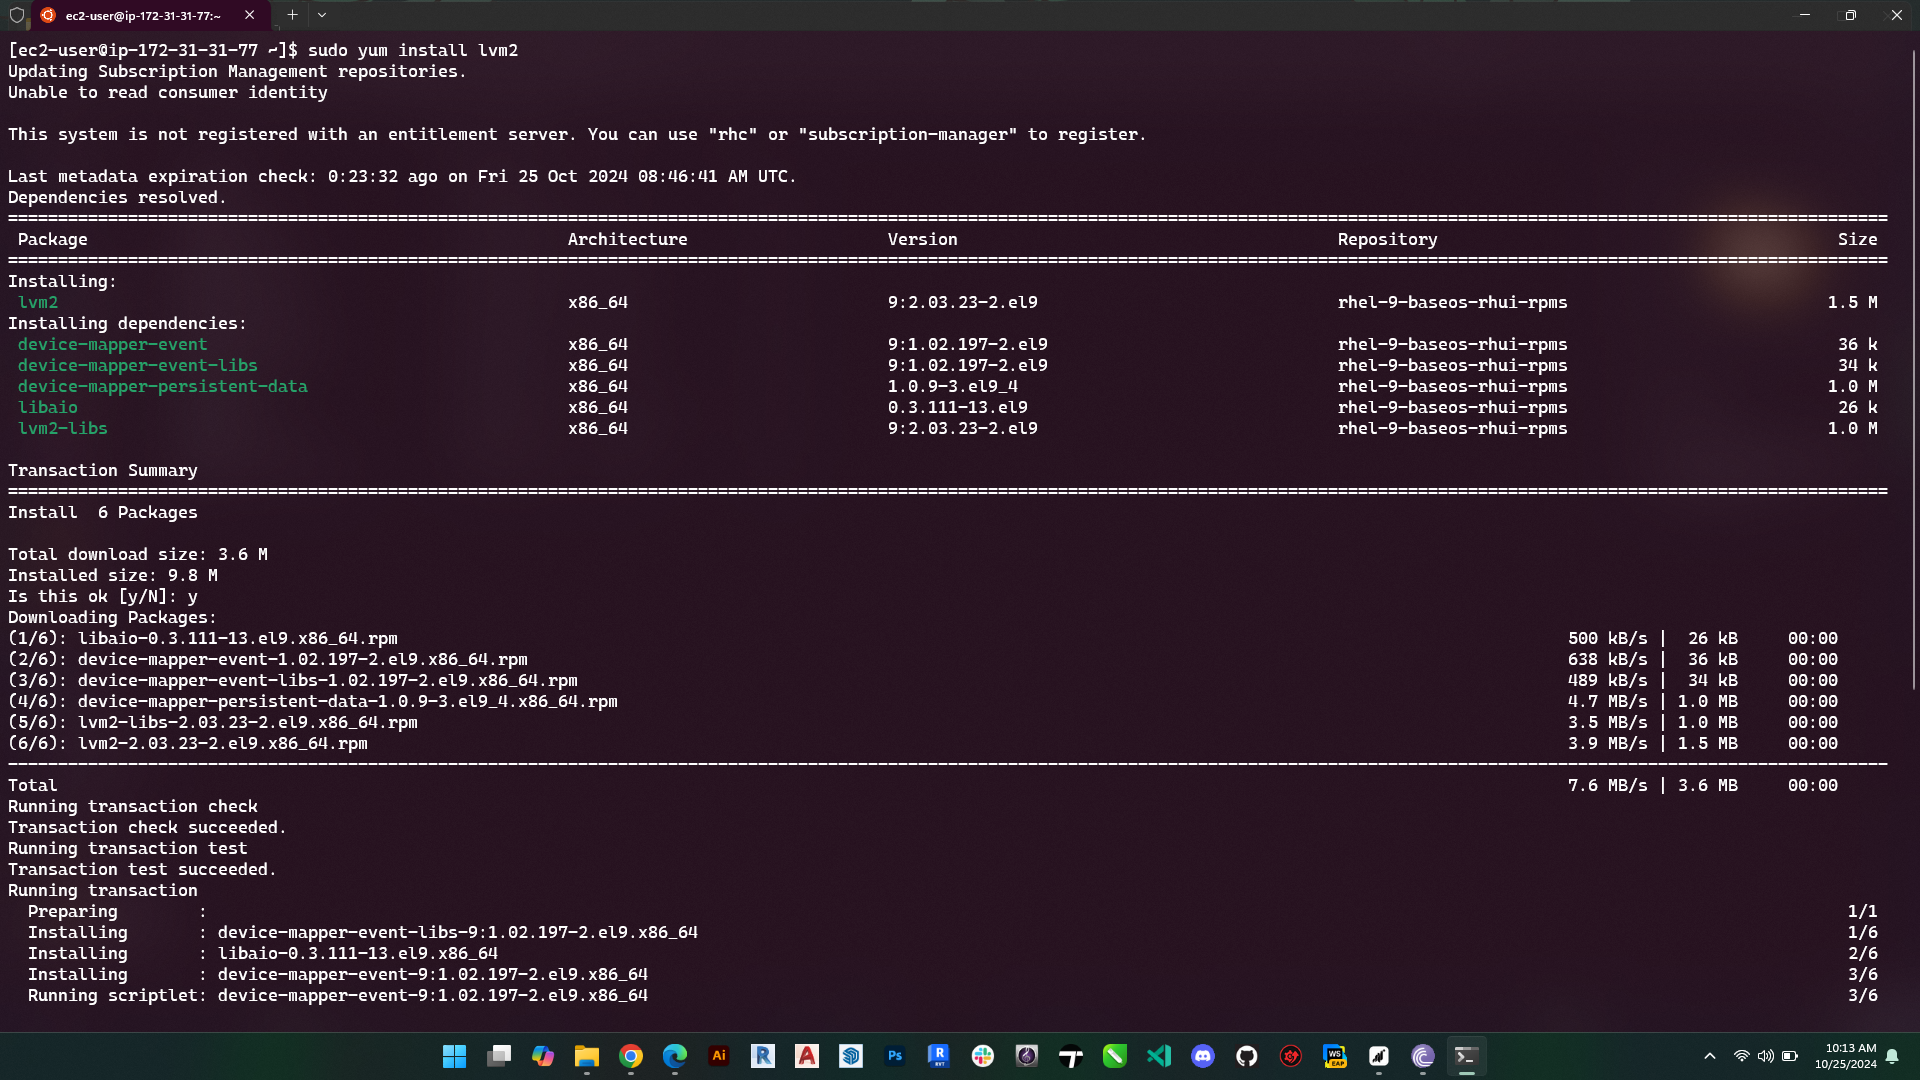 ec2-user@ip-172-31-31-77:~
[ec2-user@ip-172-31-31-77 ~]$ sudo yum install lvm2
Updating Subscription Management repositories.
Unable to read consumer identity
This system is not registered with an entitlement server. You can use "rhc" or "subscription-manager" to register.
Last metadata expiration check: 0:23:32 ago on Fri 25 Oct 2024 08:46:41 AM UTC.
Dependencies resolved.
================================================================================
Package Architecture Version Repository Size
================================================================================
Installing:
lvm2 x86_64 9:2.03.23-2.el9 rhel-9-baseos-rhui-rpms 1.5 M
Installing dependencies:
device-mapper-event x86_64 9:1.02.197-2.el9 rhel-9-baseos-rhui-rpms 36 k
device-mapper-event-libs x86_64 9:1.02.197-2.el9 rhel-9-baseos-rhui-rpms 34 k
device-mapper-persistent-data x86_64 1.0.9-3.el9_4 rhel-9-baseos-rhui-rpms 1.0 M
libaio x86_64 0.3.111-13.el9 rhel-9-baseos-rhui-rpms 26 k
lvm2-libs x86_64 9:2.03.23-2.el9 rhel-9-baseos-rhui-rpms 1.0 M
Transaction Summary
================================================================================
Install 6 Packages
Total download size: 3.6 M
Installed size: 9.8 M
Is this ok [y/N]: y
Downloading Packages:
(1/6): libaio-0.3.111-13.el9.x86_64.rpm 500 kB/s | 26 kB 00:00
(2/6): device-mapper-event-1.02.197-2.el9.x86_64.rpm 638 kB/s | 36 kB 00:00
(3/6): device-mapper-event-libs-1.02.197-2.el9.x86_64.rpm 489 kB/s | 34 kB 00:00
(4/6): device-mapper-persistent-data-1.0.9-3.el9_4.x86_64.rpm 4.7 MB/s | 1.0 MB 00:00
(5/6): lvm2-libs-2.03.23-2.el9.x86_64.rpm 3.5 MB/s | 1.0 MB 00:00
(6/6): lvm2-2.03.23-2.el9.x86_64.rpm 3.9 MB/s | 1.5 MB 00:00
--------------------------------------------------------------------------------
Total 7.6 MB/s | 3.6 MB 00:00
Running transaction check
Transaction check succeeded.
Running transaction test
Transaction test succeeded.
Running transaction
Preparing : 1/1
Installing : device-mapper-event-libs-9:1.02.197-2.el9.x86_64 1/6
Installing : libaio-0.3.111-13.el9.x86_64 2/6
Installing : device-mapper-event-9:1.02.197-2.el9.x86_64 3/6
Running scriptlet: device-mapper-event-9:1.02.197-2.el9.x86_64 3/6
Ai R A Ps R RVT WS EAP
10:13 AM
10/25/2024